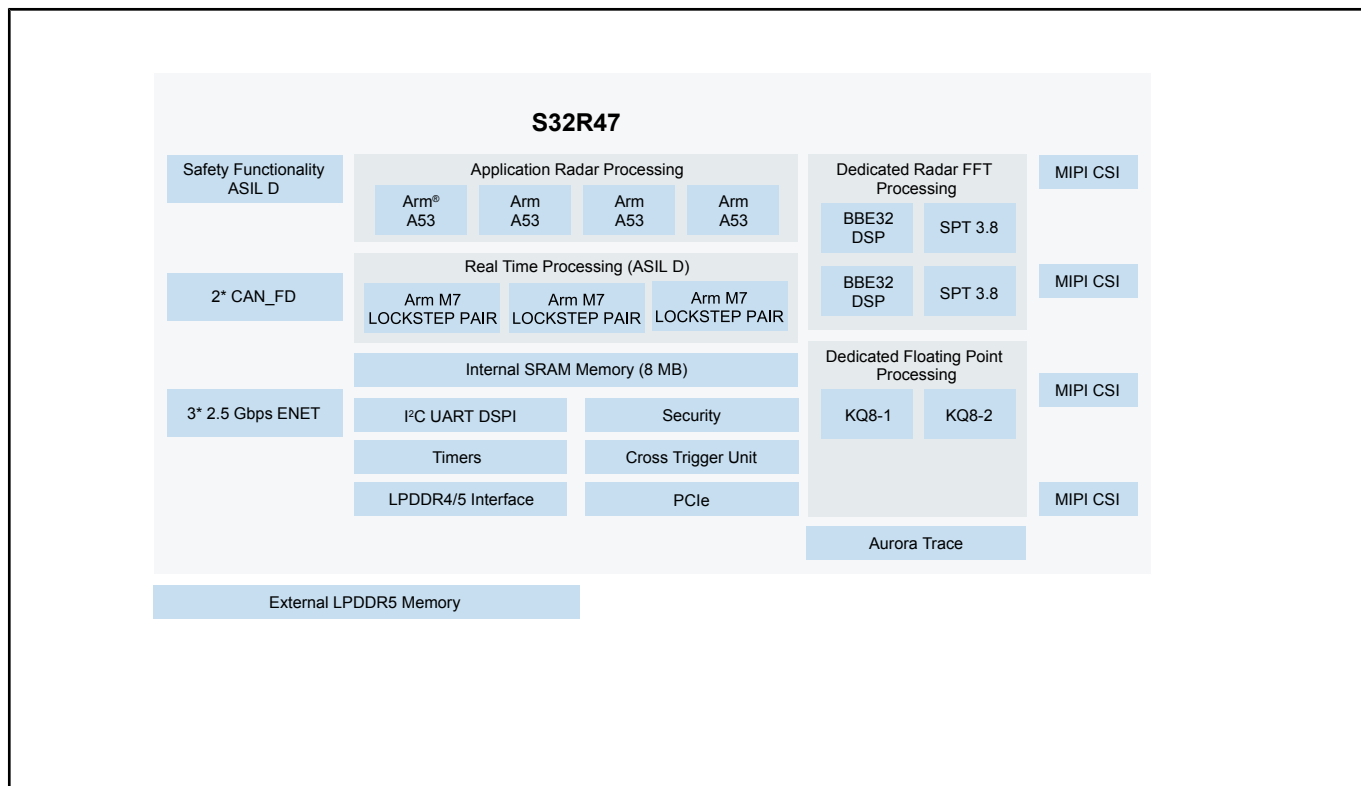 S32R47
Safety Functionality
ASIL D
2* CAN_FD
3* 2.5 Gbps ENET
Application Radar Processing
Arm®
A53
Arm
A53
Arm
A53
Arm
A53
Real Time Processing (ASIL D)
Arm M7
LOCKSTEP PAIR
Arm M7
LOCKSTEP PAIR
Arm M7
LOCKSTEP PAIR
Internal SRAM Memory (8 MB)
I²C UART DSPI
Security
Timers
Cross Trigger Unit
LPDDR4/5 Interface
PCIe
Dedicated Radar FFT
Processing
BBE32
DSP
SPT 3.8
BBE32
DSP
SPT 3.8
Dedicated Floating Point
Processing
KQ8-1
KQ8-2
Aurora Trace
MIPI CSI
MIPI CSI
MIPI CSI
MIPI CSI
External LPDDR5 Memory